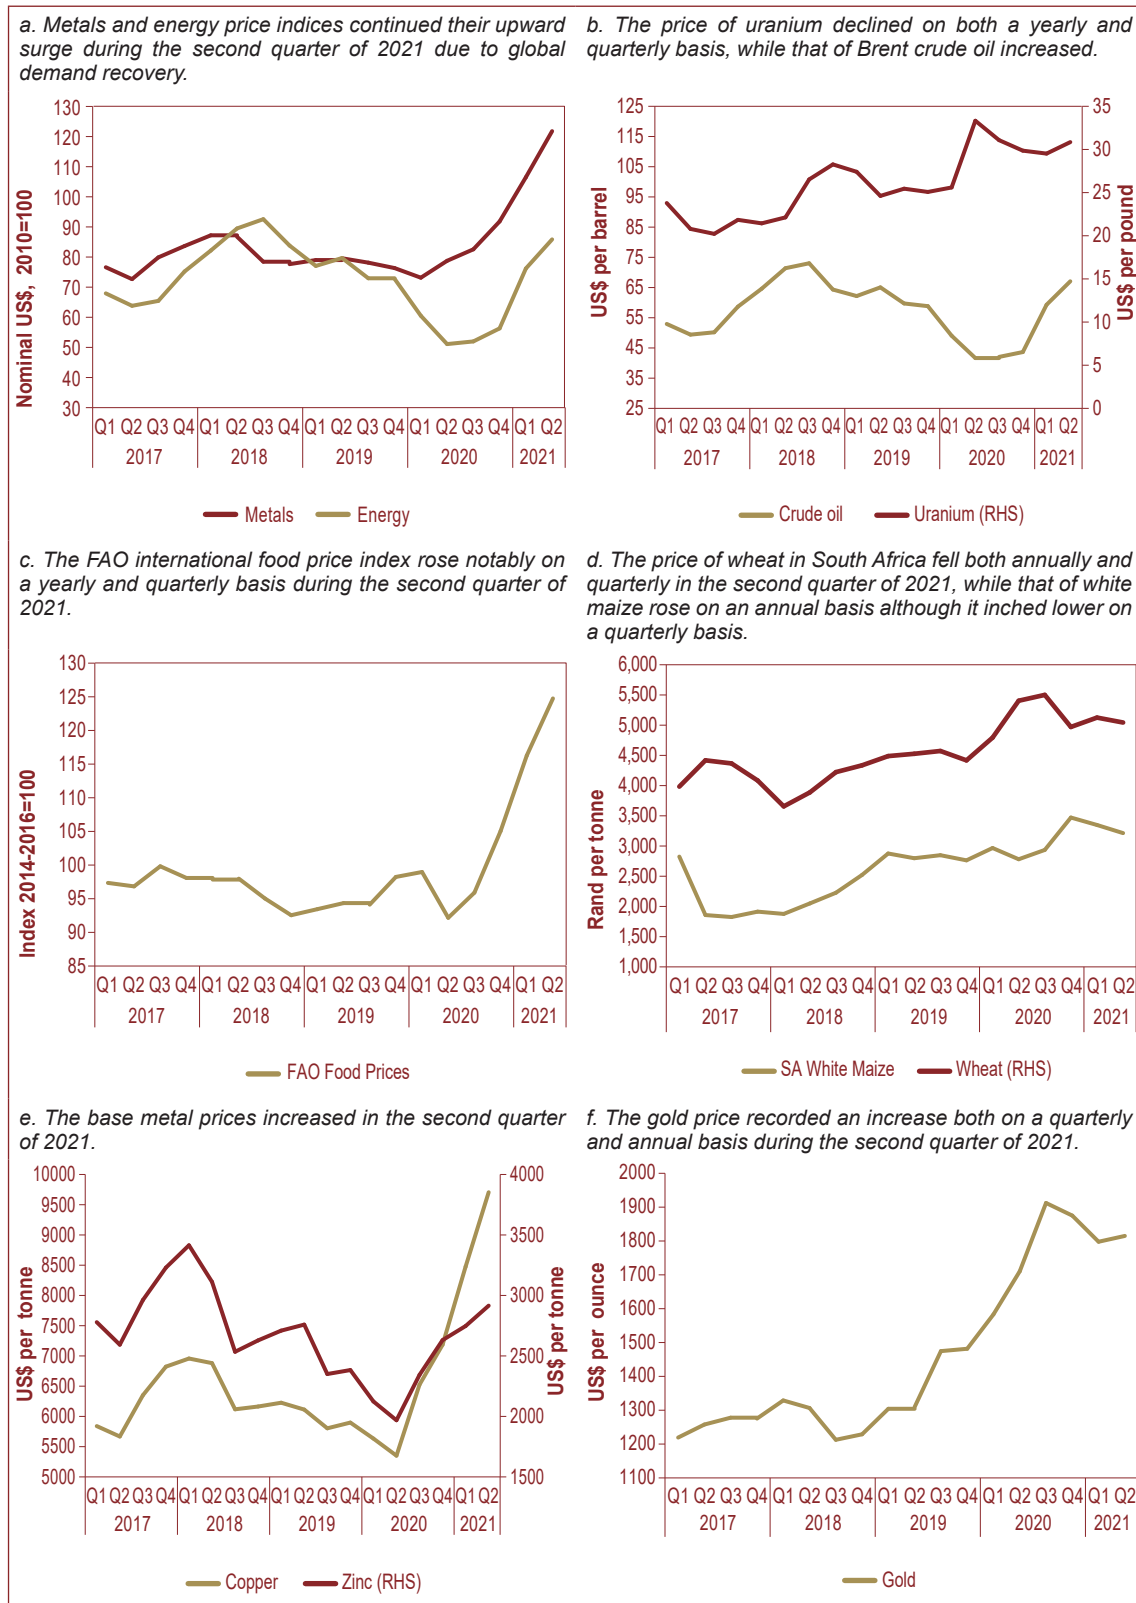 a. Metals and energy price indices continued their upward
surge during the second quarter of 2021 due to global
demand recovery.
130
120
110
100
90
80
70
60
50
40
30
Nominal US$, 2010=100
Q1 Q2 Q3 Q4 Q1 Q2 Q3 Q4 Q1 Q2 Q3 Q4 Q1 Q2 Q3 Q4 Q1 Q2
2017 2018 2019 2020 2021
Metals Energy
b. The price of uranium declined on both a yearly and
quarterly basis, while that of Brent crude oil increased.
125
115
105
95
85
75
65
55
45
35
25
US$ per barrel
35
30
25
20
15
10
5
0
US$ per pound
Q1 Q2 Q3 Q4 Q1 Q2 Q3 Q4 Q1 Q2 Q3 Q4 Q1 Q2 Q3 Q4 Q1 Q2
2017 2018 2019 2020 2021
Crude oil Uranium (RHS)
c. The FAO international food price index rose notably on
a yearly and quarterly basis during the second quarter of
2021.
130
125
120
115
110
105
100
95
90
85
Index 2014-2016=100
Q1 Q2 Q3 Q4 Q1 Q2 Q3 Q4 Q1 Q2 Q3 Q4 Q1 Q2 Q3 Q4 Q1 Q2
2017 2018 2019 2020 2021
FAO Food Prices
d. The price of wheat in South Africa fell both annually and
quarterly in the second quarter of 2021, while that of white
maize rose on an annual basis although it inched lower on
a quarterly basis.
6,000
5,500
5,000
4,500
4,000
3,500
3,000
2,500
2,000
1,500
1,000
Rand per tonne
Q1 Q2 Q3 Q4 Q1 Q2 Q3 Q4 Q1 Q2 Q3 Q4 Q1 Q2 Q3 Q4 Q1 Q2
2017 2018 2019 2020 2021
SA White Maize Wheat (RHS)
e. The base metal prices increased in the second quarter
of 2021.
10000
9500
9000
8500
8000
7500
7000
6500
6000
5500
5000
US$ per tonne
4000
3500
3000
2500
2000
1500
US$ per tonne
Q1 Q2 Q3 Q4 Q1 Q2 Q3 Q4 Q1 Q2 Q3 Q4 Q1 Q2 Q3 Q4 Q1 Q2
2017 2018 2019 2020 2021
Copper Zinc (RHS)
f. The gold price recorded an increase both on a quarterly
and annual basis during the second quarter of 2021.
2000
1900
1800
1700
1600
1500
1400
1300
1200
1100
US$ per ounce
Q1 Q2 Q3 Q4 Q1 Q2 Q3 Q4 Q1 Q2 Q3 Q4 Q1 Q2 Q3 Q4 Q1 Q2
2017 2018 2019 2020 2021
Gold